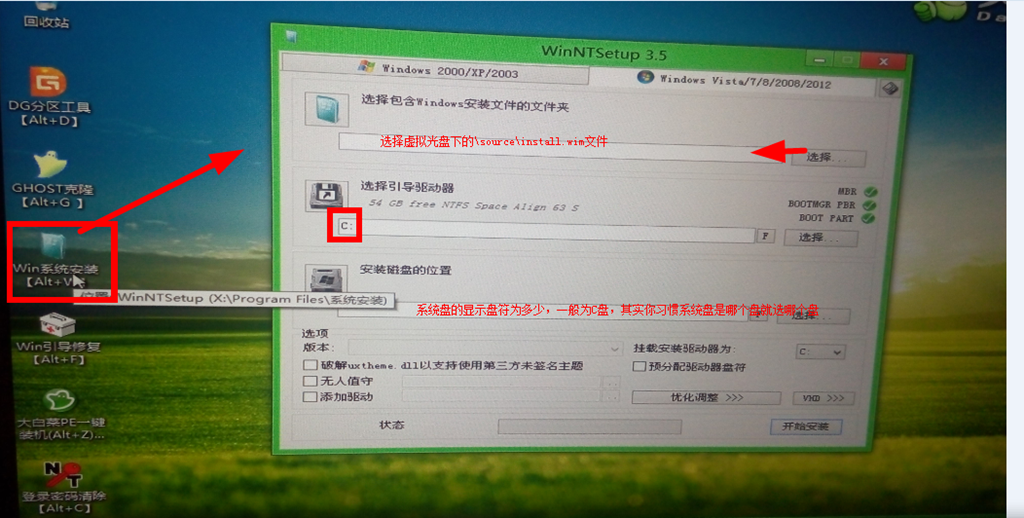 回收站
DG分区工具
【Alt+D】
GHOST克隆
【Alt+G】
Win系统安装
WinNTSetup (X:\Program Files\系统安装)
Win引导修复
【Alt+F】
大白菜PE一键
装机(Alt+Z)...
登录密码清除
【Alt+C】
WinNTSetup 3.5
Windows 2000/XP/2003
Windows Vista/7/8/2008/2012
选择包含Windows安装文件的文件夹
选择虚拟光盘下的\source\install.wim文件
选择...
选择引导驱动器
54 GB free NTFS Space Align 63 S
MBR
BOOTMGR PBR
BOOT PART
C:
F
选择...
安装磁盘的位置
系统盘的显示盘符为多少，一般为C盘，其实你习惯系统盘是哪个盘就选哪个盘
选择...
选项
版本:
挂载安装驱动器为:
C:
破解uxtheme.dll以支持使用第三方未签名主题
预分配驱动器盘符
无人值守
添加驱动
优化调整 >>>
VHD >>>
状态
开始安装